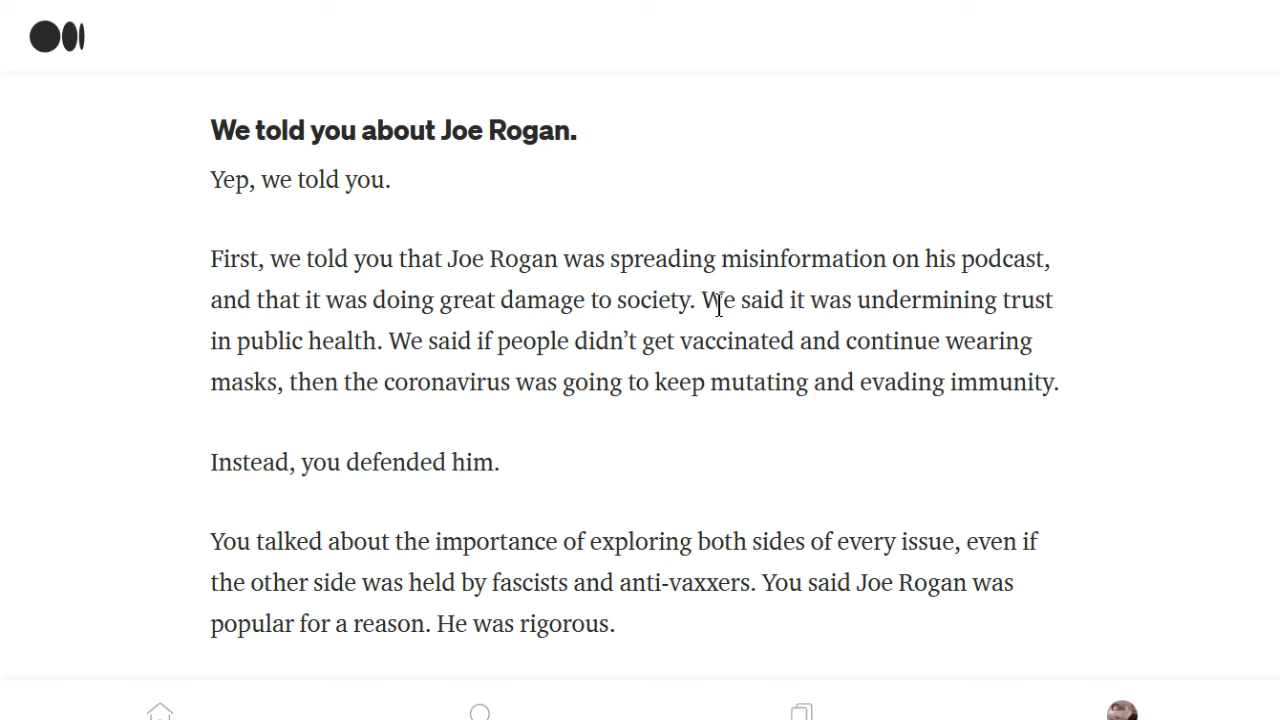 We told you about Joe Rogan.
Yep, we told you.
First, we told you that Joe Rogan was spreading misinformation on his podcast,
and that it was doing great damage to society. We said it was undermining trust
in public health. We said if people didn’t get vaccinated and continue wearing
masks, then the coronavirus was going to keep mutating and evading immunity.
Instead, you defended him.
You talked about the importance of exploring both sides of every issue, even if
the other side was held by fascists and anti-vaxxers. You said Joe Rogan was
popular for a reason. He was rigorous.